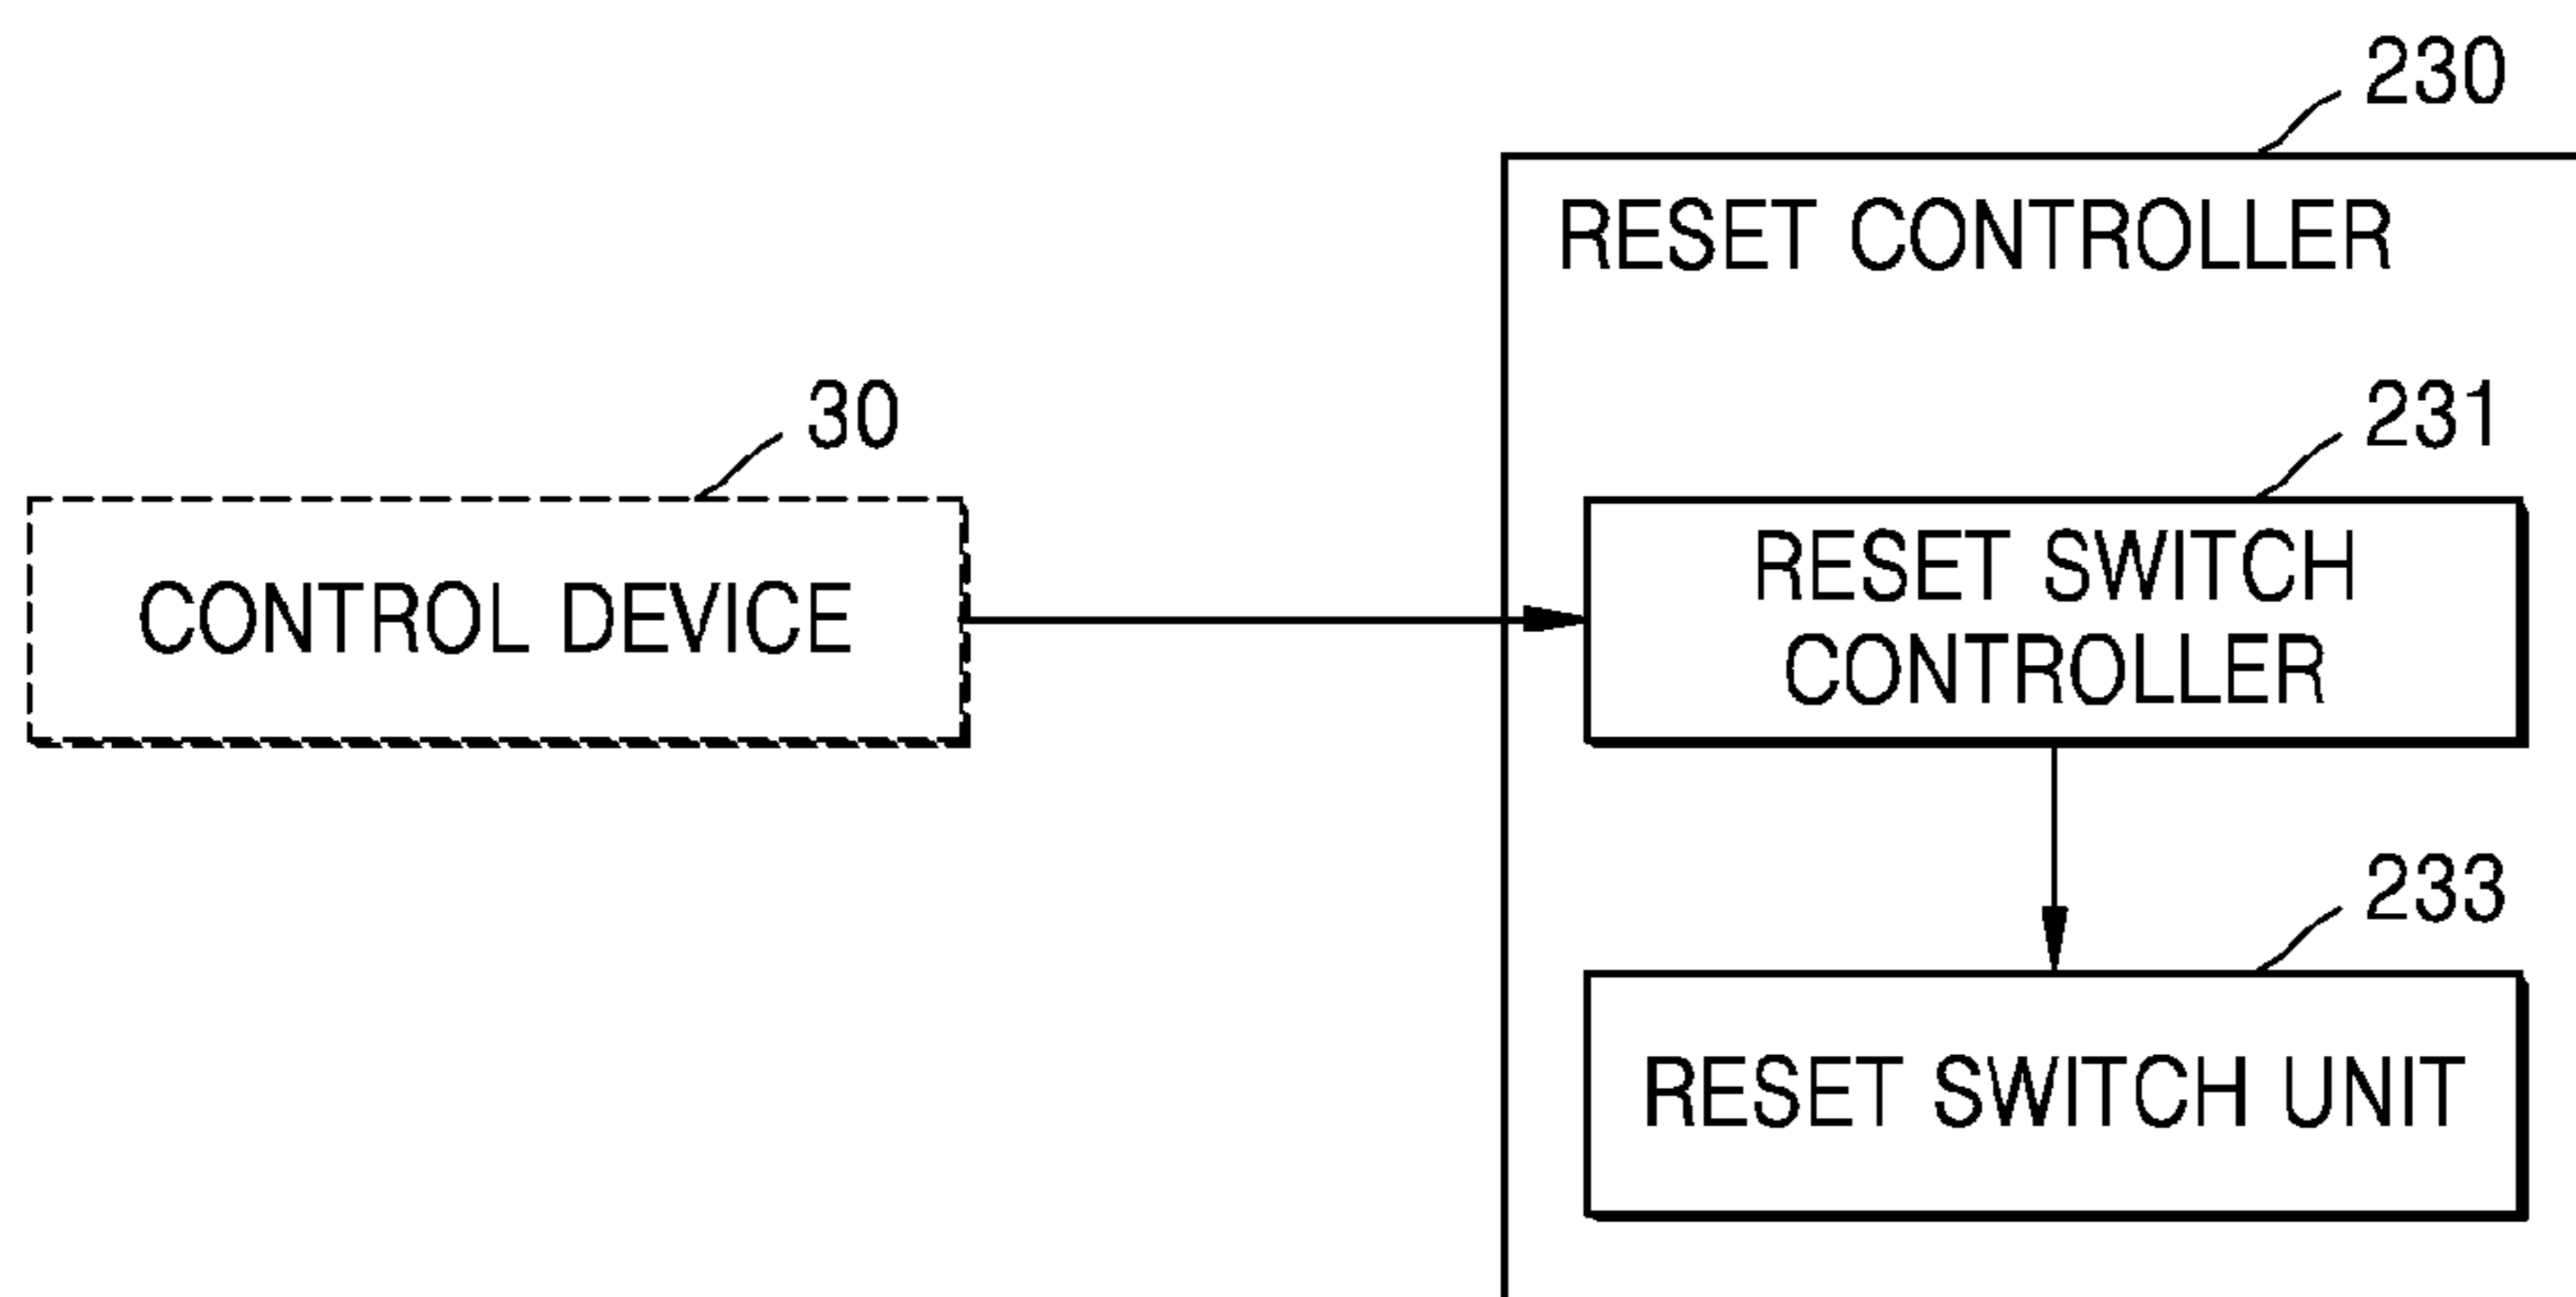 230
RESET CONTROLLER
30
231
CONTROL DEVICE
RESET SWITCH
CONTROLLER
233
RESET SWITCH UNIT